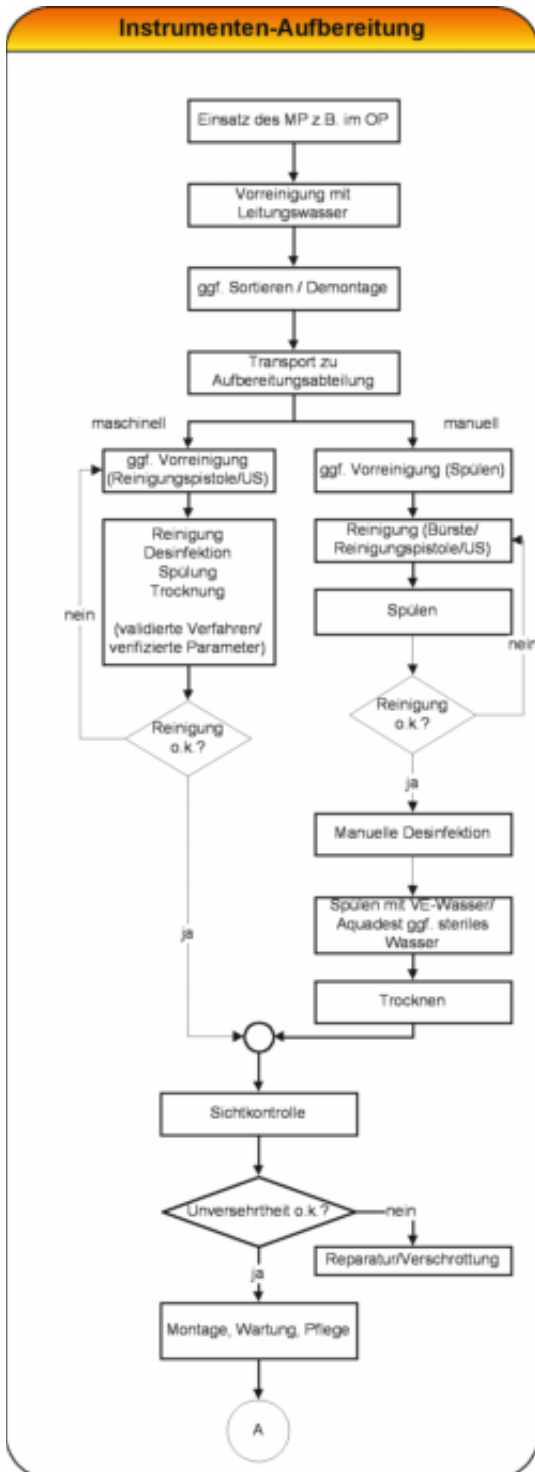 Instrumenten-Aufbereitung
Einsatz des MP z.B. im OP
Vorreinigung mit
Leitungswasser
ggf. Sortieren / Demontage
Transport zu
Aufbereitungsabteilung
maschinell
manuell
ggf. Vorreinigung
(Reinigungspistole/US)
ggf. Vorreinigung (Spülen)
Reinigung
Desinfektion
Spülung
Trocknung
(validierte Verfahren/
verifizierte Parameter)
Reinigung (Bürste/
Reinigungspistole/US)
nein
Spülen
nein
Reinigung
o.k.?
Reinigung
o.k.?
ja
Manuelle Desinfektion
Spülen mit VE-Wasser/
Aquadest ggf. steriles
Wasser
ja
Trocknen
Sichtkontrolle
Unversehrtheit o.k.?
nein
Reparatur/Verschrottung
ja
Montage, Wartung, Pflege
A